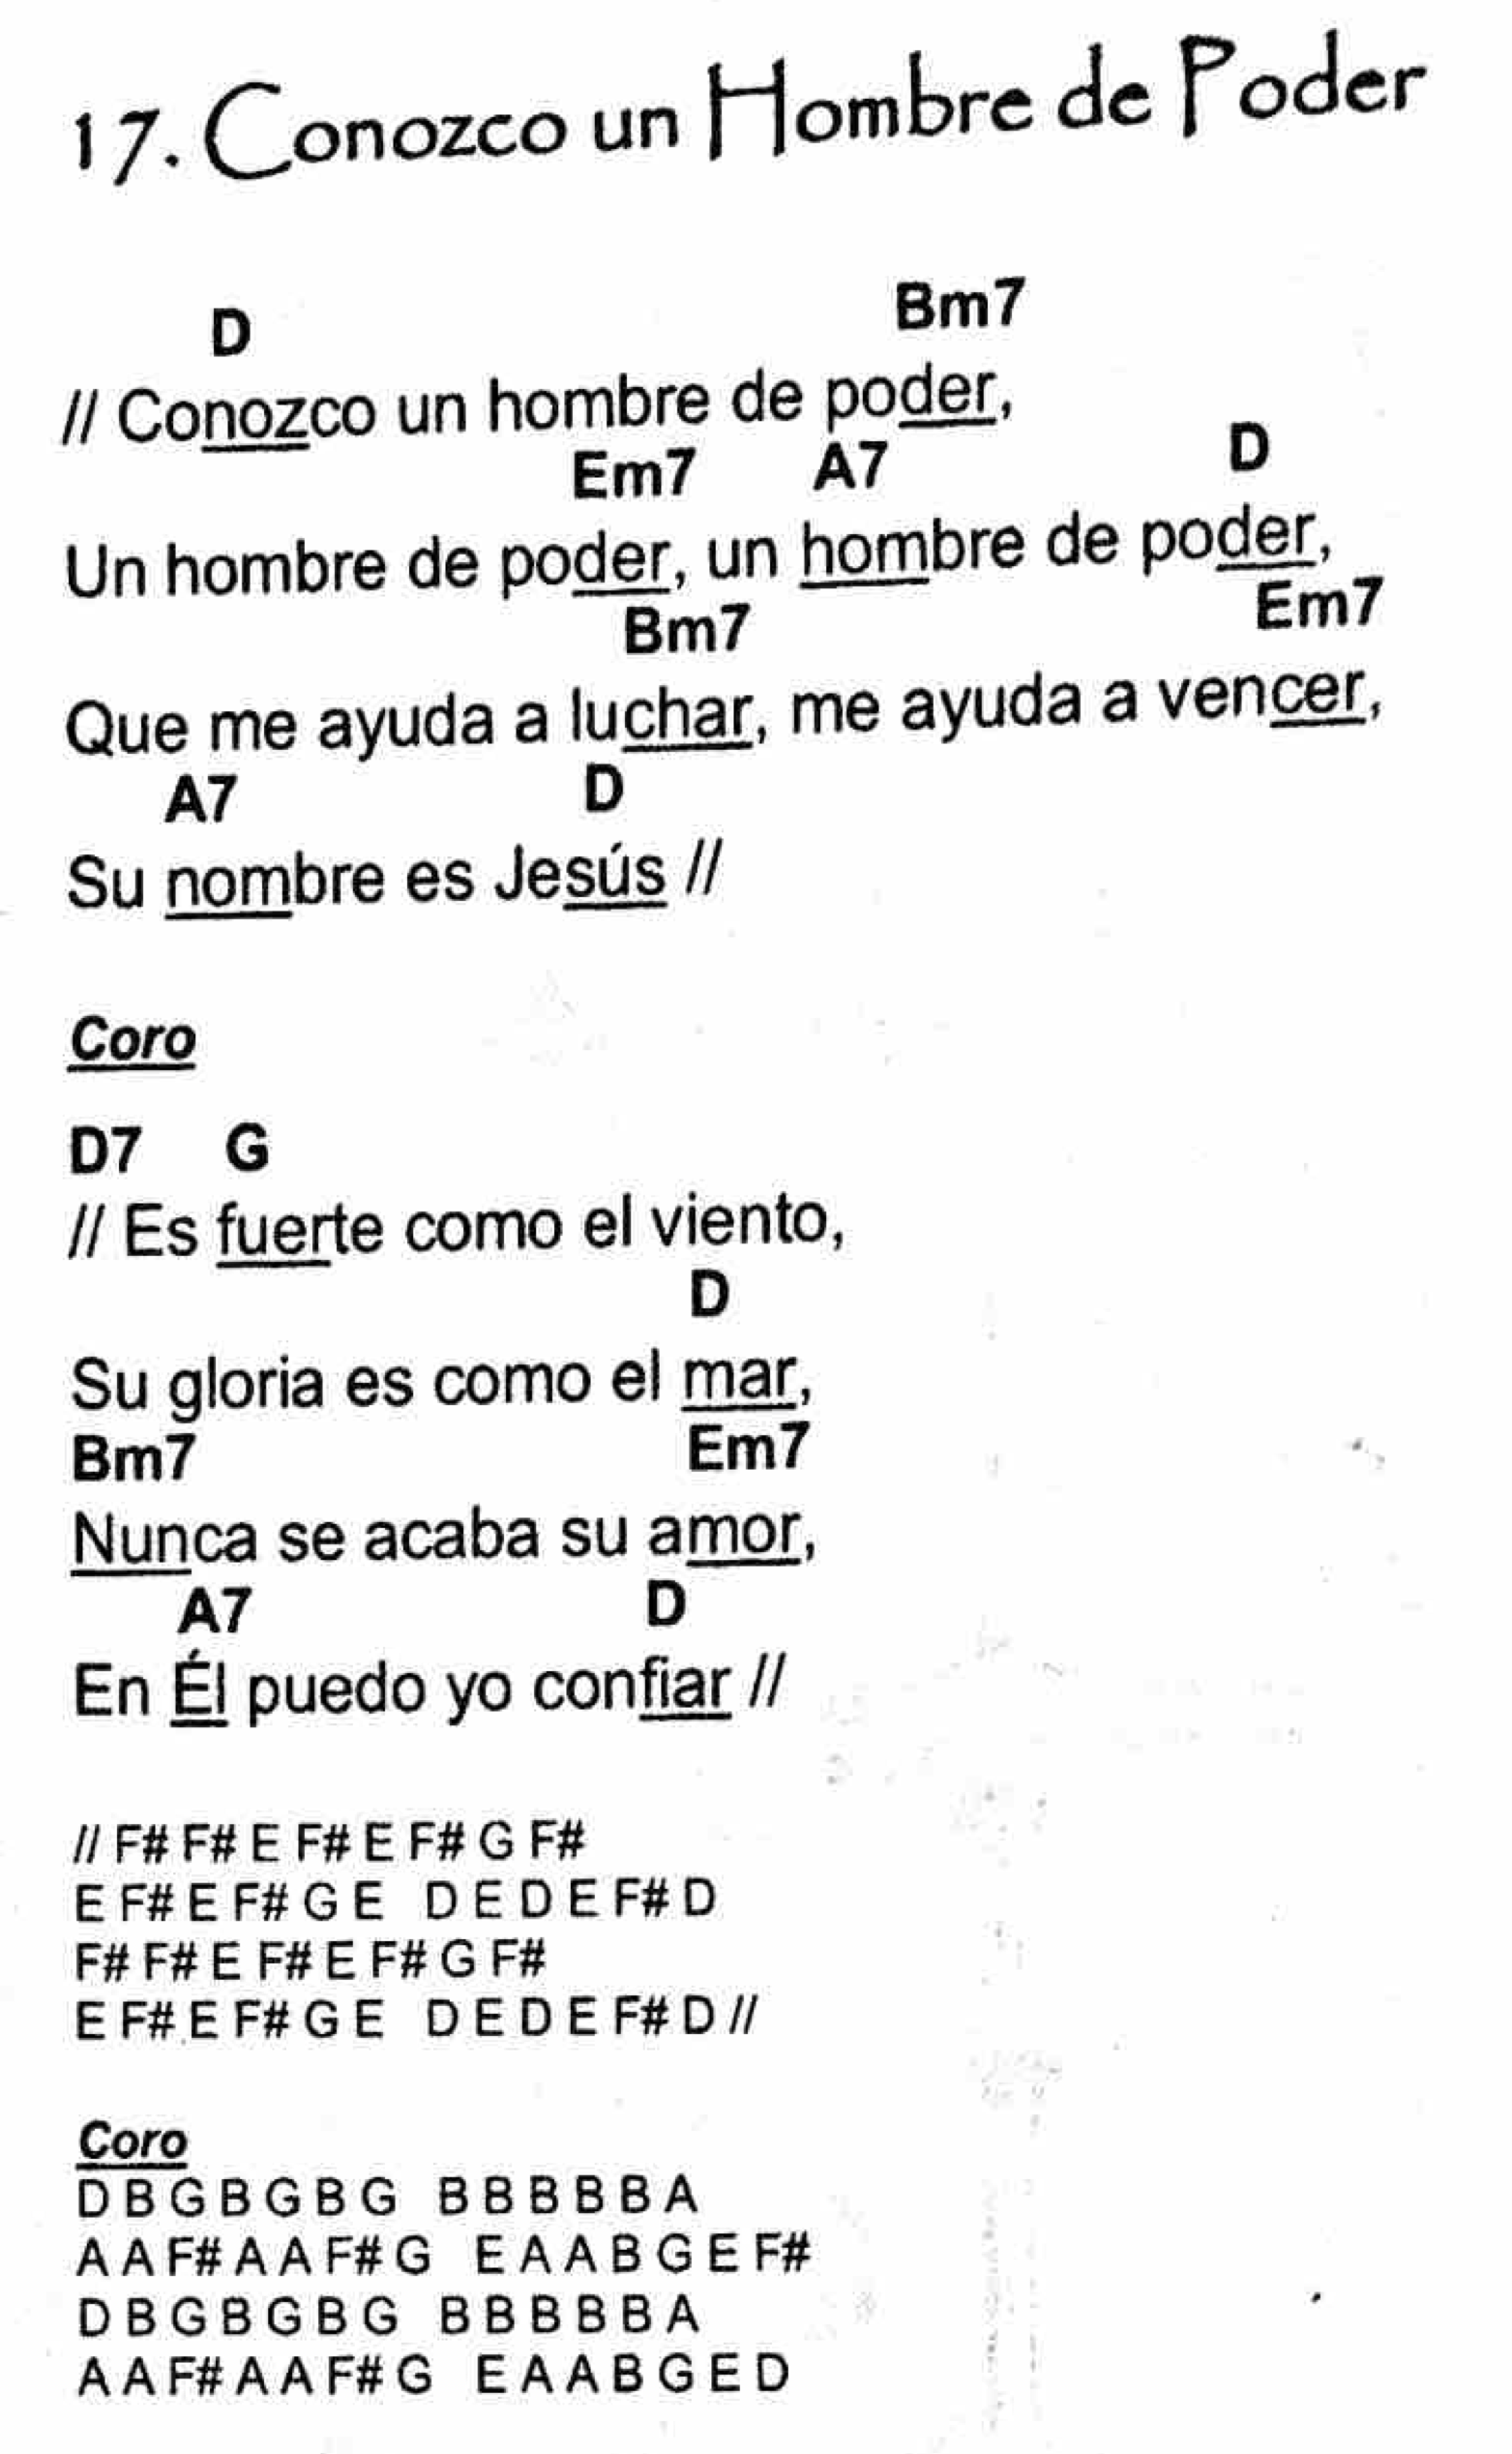 17. Conozco un Hombre de Poder
D Bm7
// Conozco un hombre de poder,
Em7 A7 D
Un hombre de poder, un hombre de poder,
Bm7 Em7
Que me ayuda a luchar, me ayuda a vencer,
A7 D
Su nombre es Jesús //
Coro
D7 G
// Es fuerte como el viento,
D
Su gloria es como el mar,
Bm7 Em7
Nunca se acaba su amor,
A7 D
En Él puedo yo confiar //
// F# F# E F# E F# G F#
E F# E F# G E D E D E F# D
F# F# E F# E F# G F#
E F# E F# G E D E D E F# D //
Coro
D B G B G B G B B B B B A
A A F# A A F# G E A A B G E F#
D B G B G B G B B B B B A
A A F# A A F# G E A A B G E D